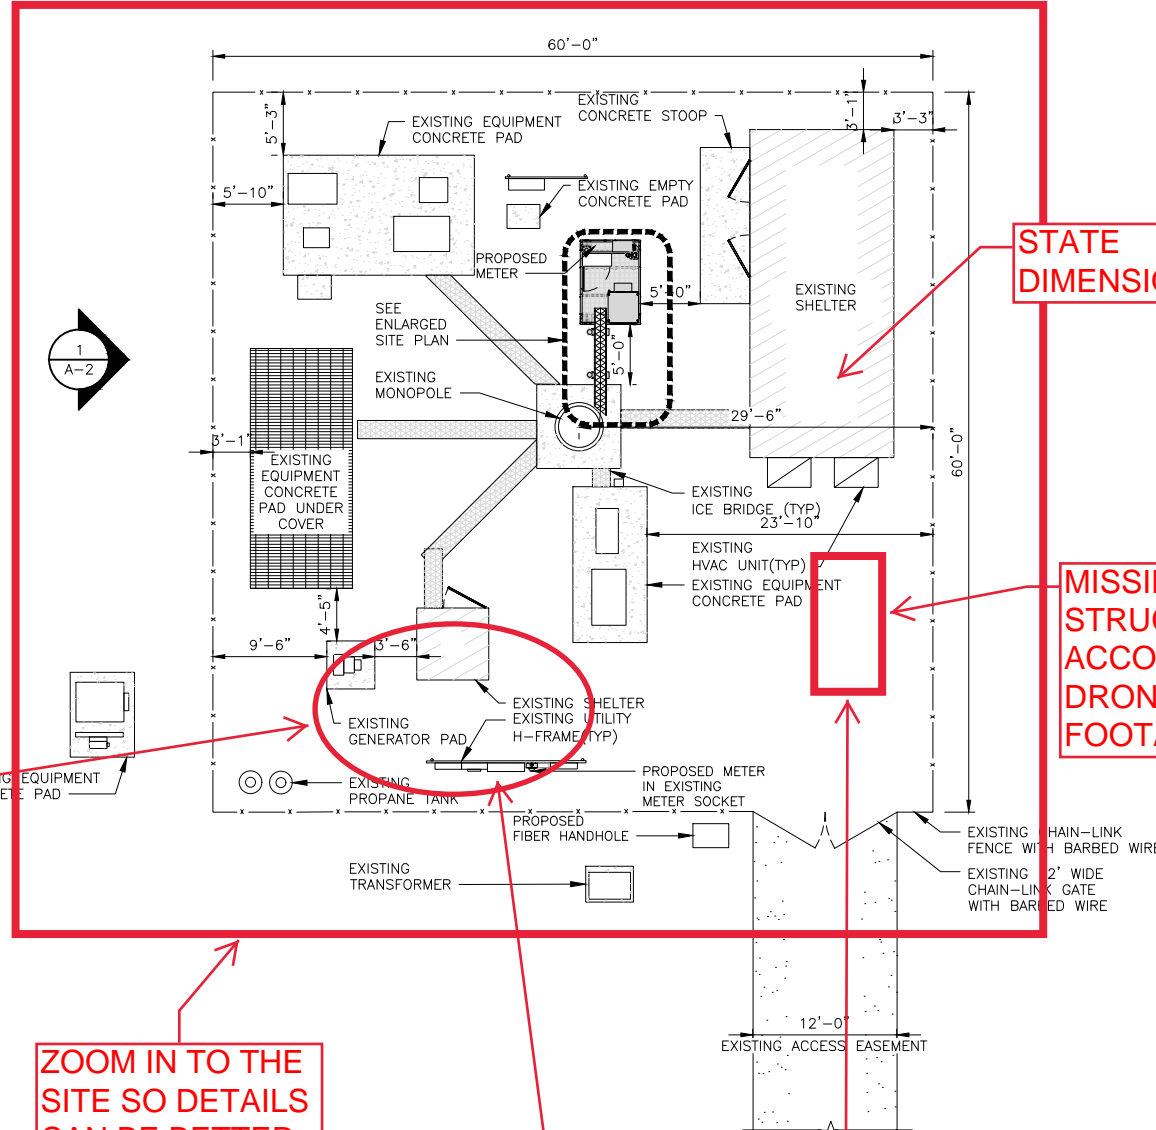 60'-0"
EXISTING
CONCRETE STOOP
3'-1"
3'-3"
5'-3"
EXISTING EQUIPMENT
CONCRETE PAD
5'-10"
EXISTING EMPTY
CONCRETE PAD
PROPOSED
METER
STATE
5'-0"
EXISTING
SHELTER
SEE
ENLARGED
SITE PLAN
1
A-2
5'-0"
EXISTING
MONOPOLE
29'-6"
3'-1"
60'-0"
EXISTING
EQUIPMENT
CONCRETE
PAD UNDER
COVER
EXISTING
ICE BRIDGE (TYP)
23'-10"
EXISTING
HVAC UNIT(TYP)
EXISTING EQUIPMENT
CONCRETE PAD
4'-5"
9'-6"
3'-6"
EXISTING SHELTER
EXISTING UTILITY
H-FRAME(TYP)
EXISTING
GENERATOR PAD
EQUIPMENT
PAD
EXISTING
PROPANE TANK
PROPOSED METER
IN EXISTING
METER SOCKET
PROPOSED
FIBER HANDHOLE
EXISTING CHAIN-LINK
FENCE WITH BARBED WIRE
EXISTING
TRANSFORMER
EXISTING 12' WIDE
CHAIN-LINK GATE
WITH BARBED WIRE
12'-0"
EXISTING ACCESS EASEMENT
ZOOM IN TO THE
SITE SO DETAILS
CAN BE BETTER